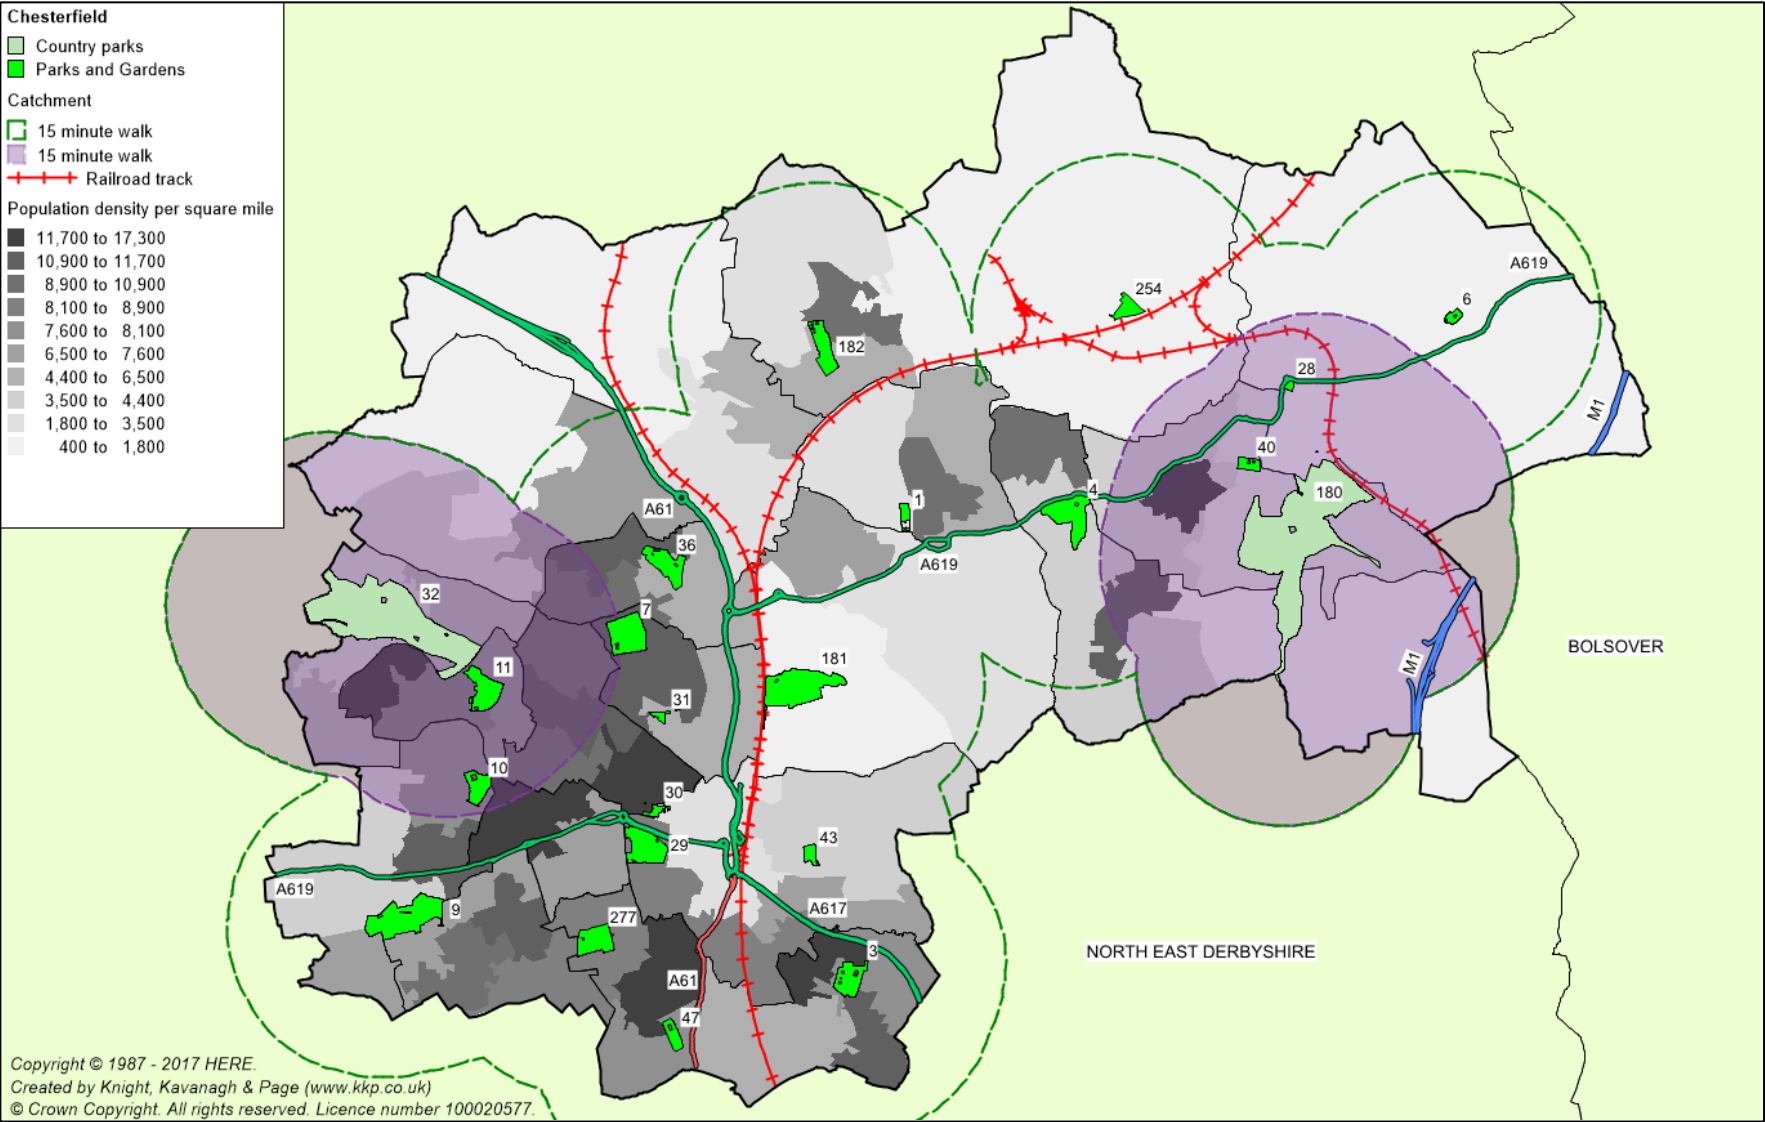 Chesterfield
Country parks
Parks and Gardens
Catchment
15 minute walk
15 minute walk
Railroad track
Population density per square mile
11,700 to 17,300
10,900 to 11,700
8,900 to 10,900
8,100 to 8,900
7,600 to 8,100
6,500 to 7,600
4,400 to 6,500
3,500 to 4,400
1,800 to 3,500
400 to 1,800
A619
254
6
182
28
M1
40
180
4
1
A61
36
A619
32
7
BOLSOVER
181
11
M1
31
10
30
43
29
A619
9
277
A617
3
NORTH EAST DERBYSHIRE
A61
47
Copyright © 1987 - 2017 HERE.
Created by Knight, Kavanagh & Page (www.kkp.co.uk)
© Crown Copyright. All rights reserved. Licence number 100020577.